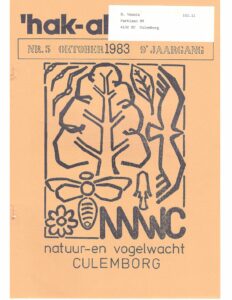 'hak-al
NR.5 OKTOBER 1983 9e JAARGANG
NVWC
natuur-en vogelwacht
CULEMBORG